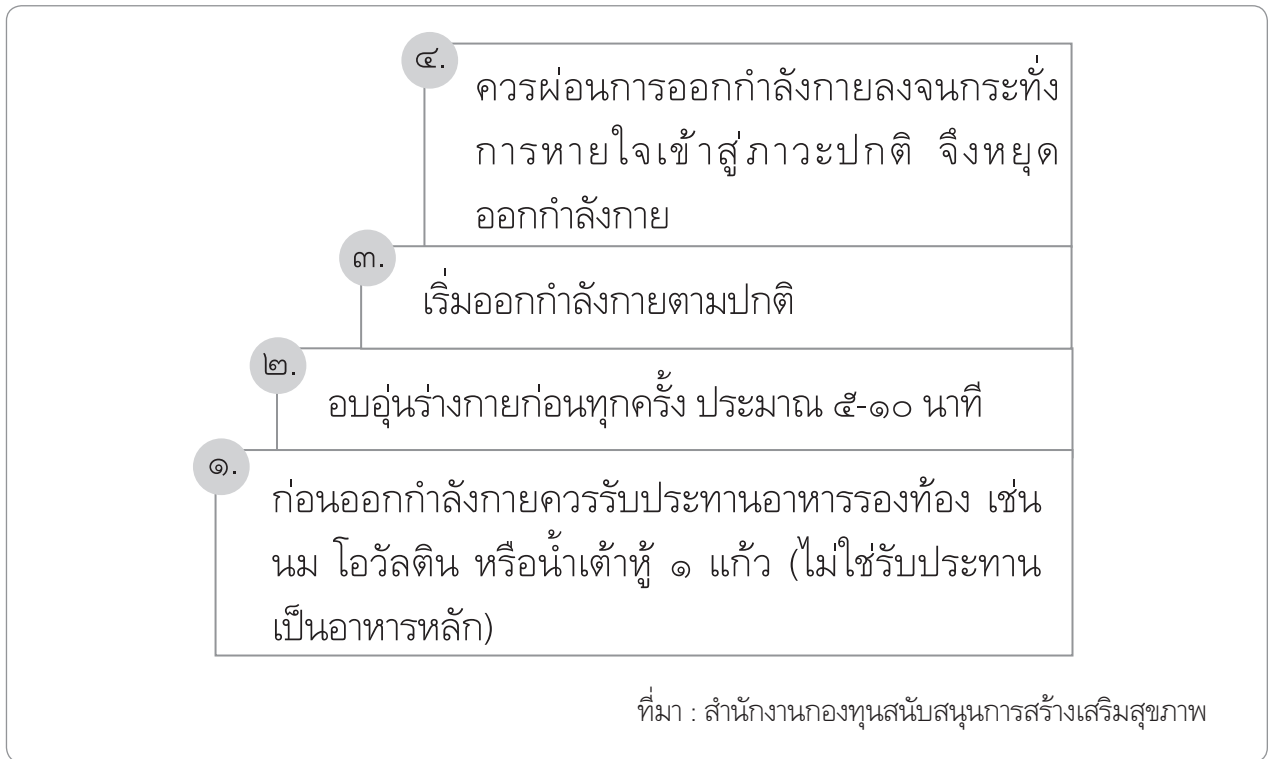 ๔.
ควรผ่อนการออกกำลังกายลงจนกระทั่ง
การหายใจเข้าสู่ภาวะปกติ จึงหยุด
ออกกำลังกาย
๓.
เริ่มออกกำลังกายตามปกติ
๒.
อบอุ่นร่างกายก่อนทุกครั้ง ประมาณ ๕-๑๐ นาที
๑.
ก่อนออกกำลังกายควรรับประทานอาหารรองท้อง เช่น
นม โอวัลติน หรือน้ำเต้าหู้ ๑ แก้ว (ไม่ใช่รับประทาน
เป็นอาหารหลัก)
ที่มา : สำนักงานกองทุนสนับสนุนการสร้างเสริมสุขภาพ